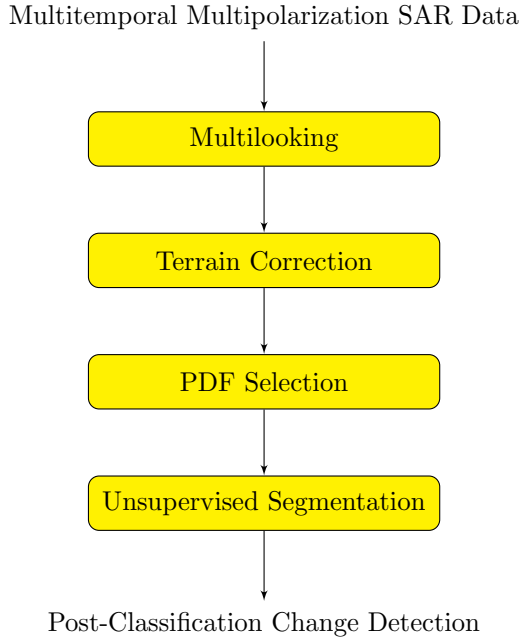 Multitemporal Multipolarization SAR Data
Multilooking
Terrain Correction
PDF Selection
Unsupervised Segmentation
Post-Classification Change Detection